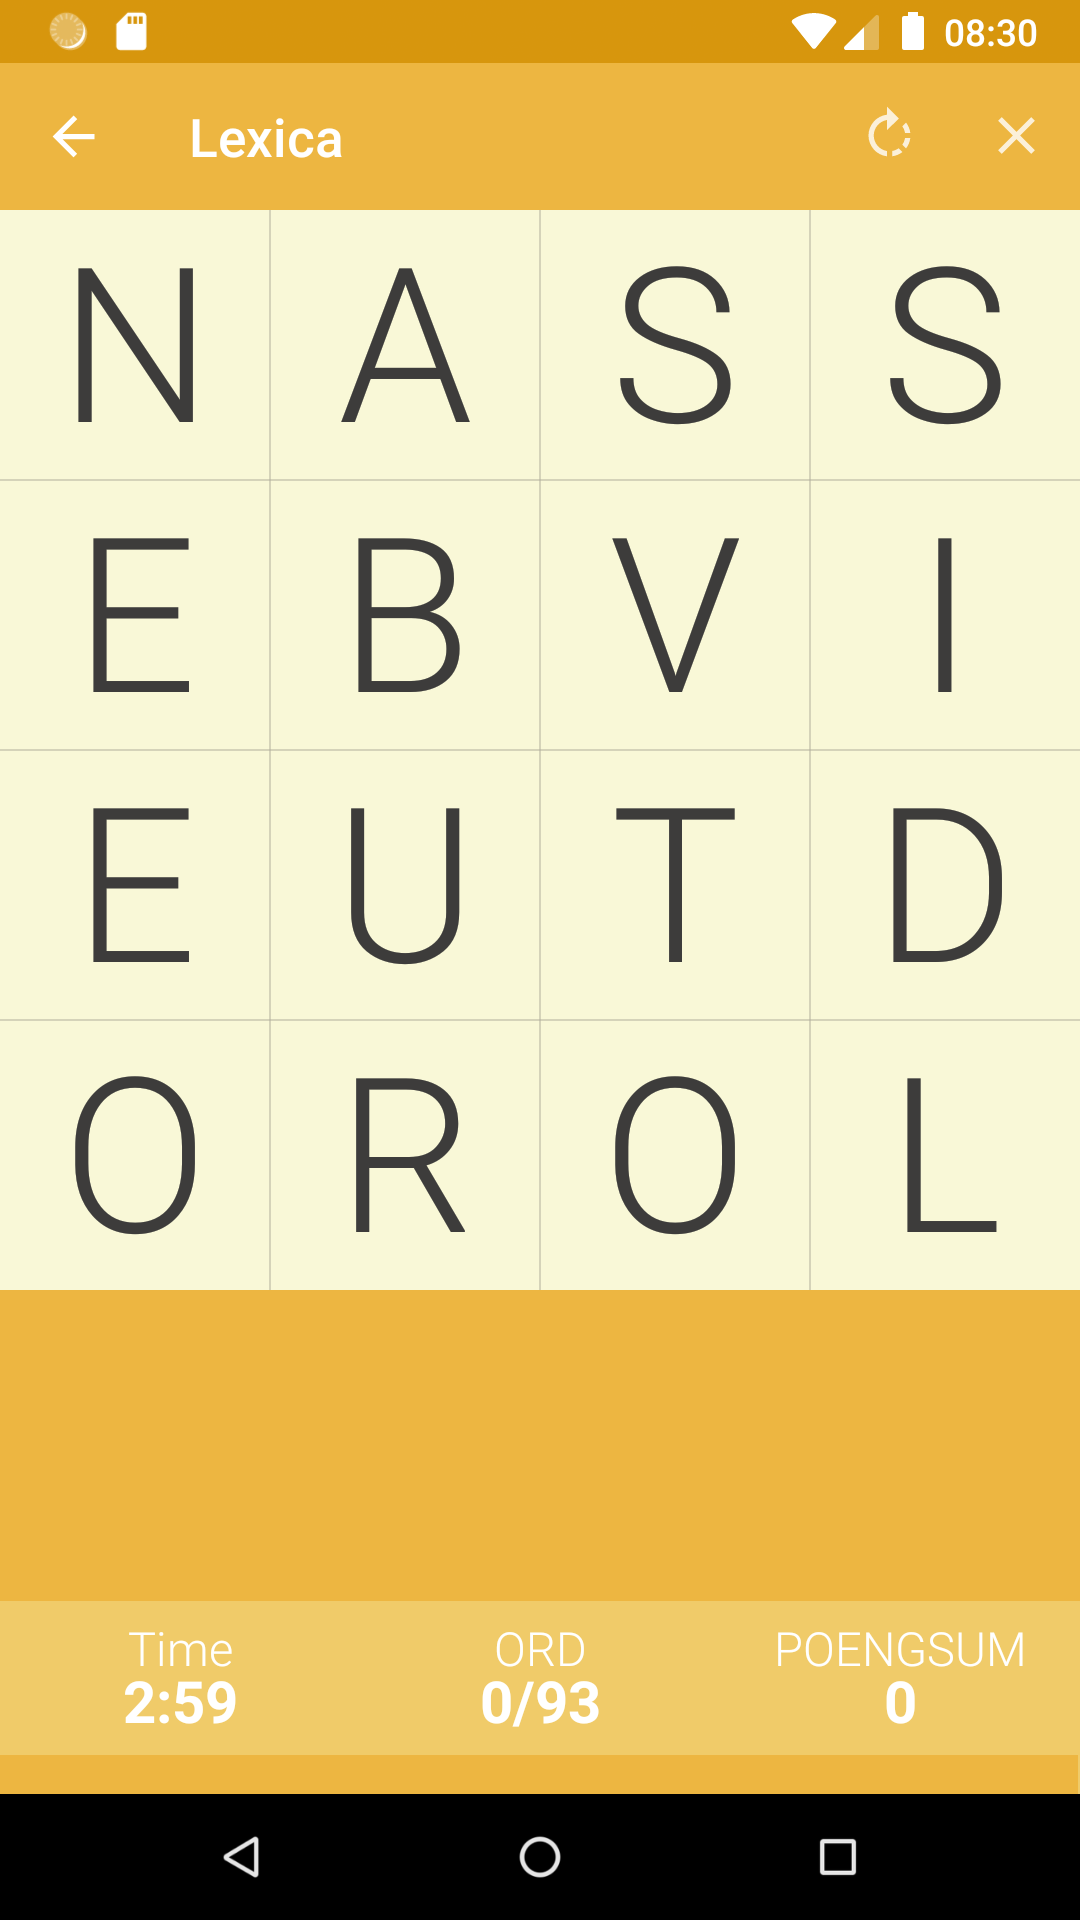 08:30
Lexica
N A S S
E B V I
E U T D
O R O L
Time ORD POENGSUM
2:59 0/93 0